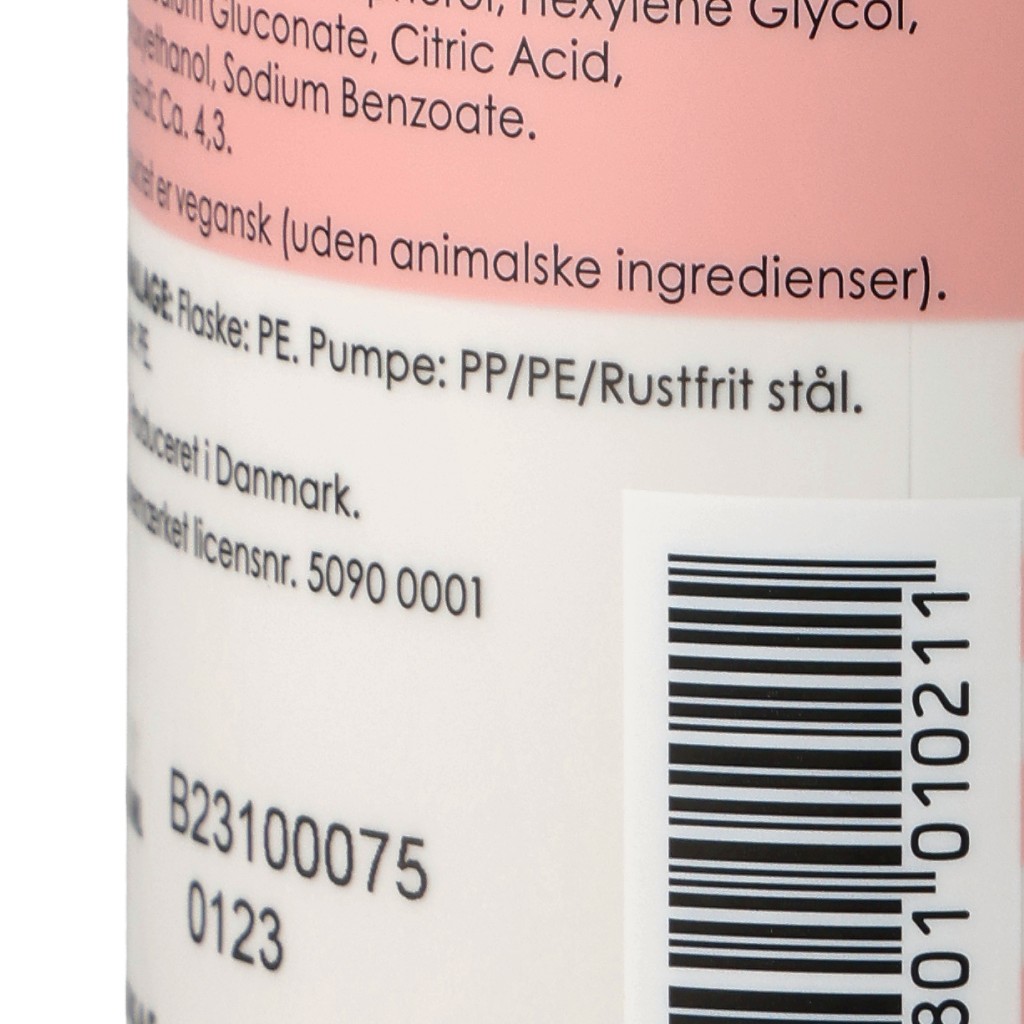 Hexylene Glycol,
Gluconate, Citric Acid,
Sodium Benzoate.
Ca. 4,3.
er vegansk (uden animalske ingredienser).
Flaske: PE. Pumpe: PP/PE/Rustfrit stål.
PE.
i Danmark.
licensnr. 5090 0001
B23100075
0123
801 010211